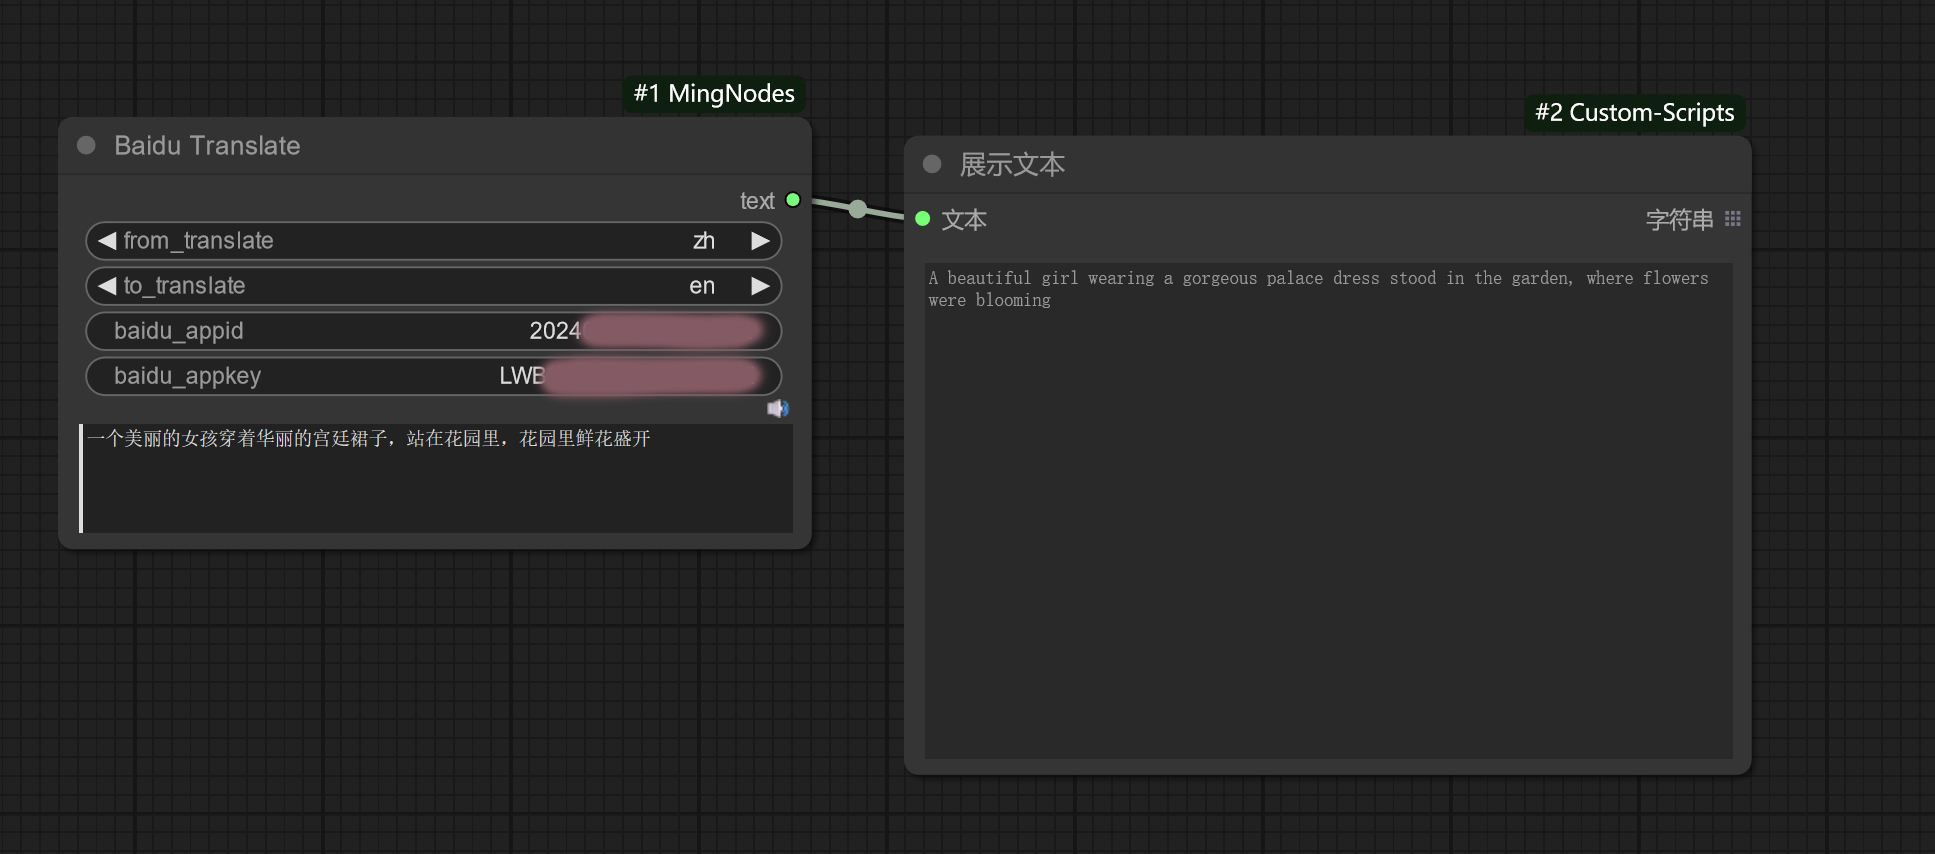 #1 MingNodes
Baidu Translate
text
from_translate zh
to_translate en
baidu_appid 2024
baidu_appkey LWB
一个美丽的女孩穿着华丽的宫廷裙子，站在花园里，花园里鲜花盛开
#2 Custom-Scripts
展示文本
文本 字符串
A beautiful girl wearing a gorgeous palace dress stood in the garden, where flowers
were blooming